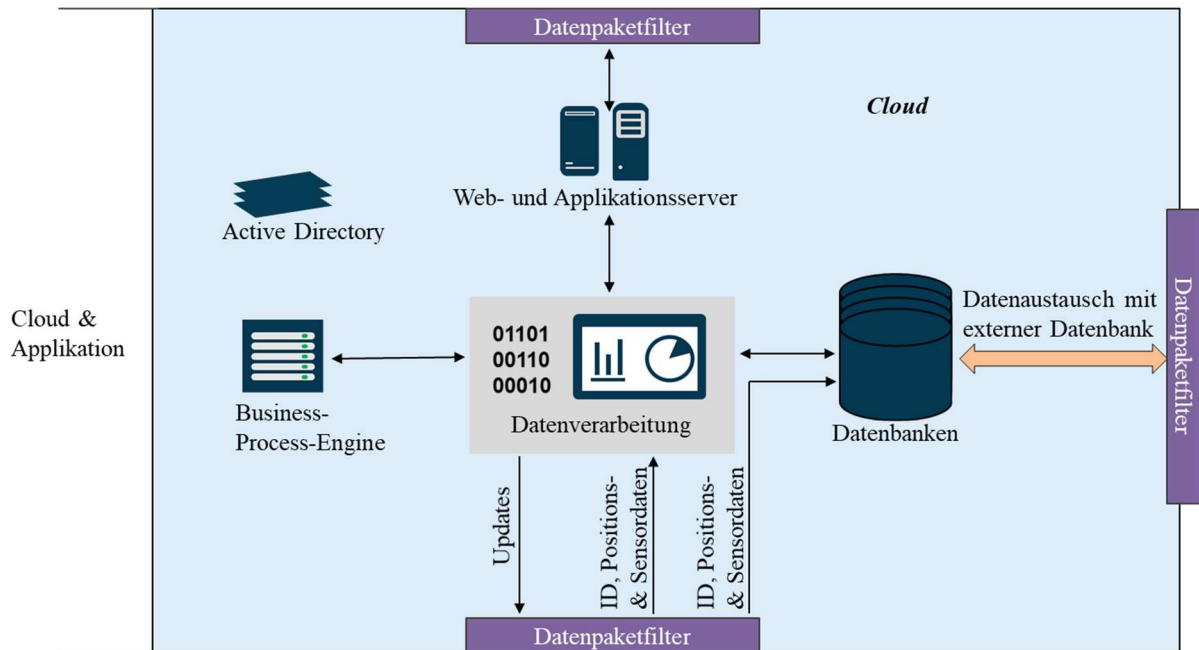 Datenpaketfilter
Cloud
Web- und Applikationsserver
Active Directory
Cloud &
Applikation
01101
00110
00010
Datenverarbeitung
Business-
Process-Engine
Datenbanken
Datenaustausch mit
externer Datenbank
Datenpaketfilter
Updates
ID, Positions-
& Sensordaten
ID, Positions-
& Sensordaten
Datenpaketfilter